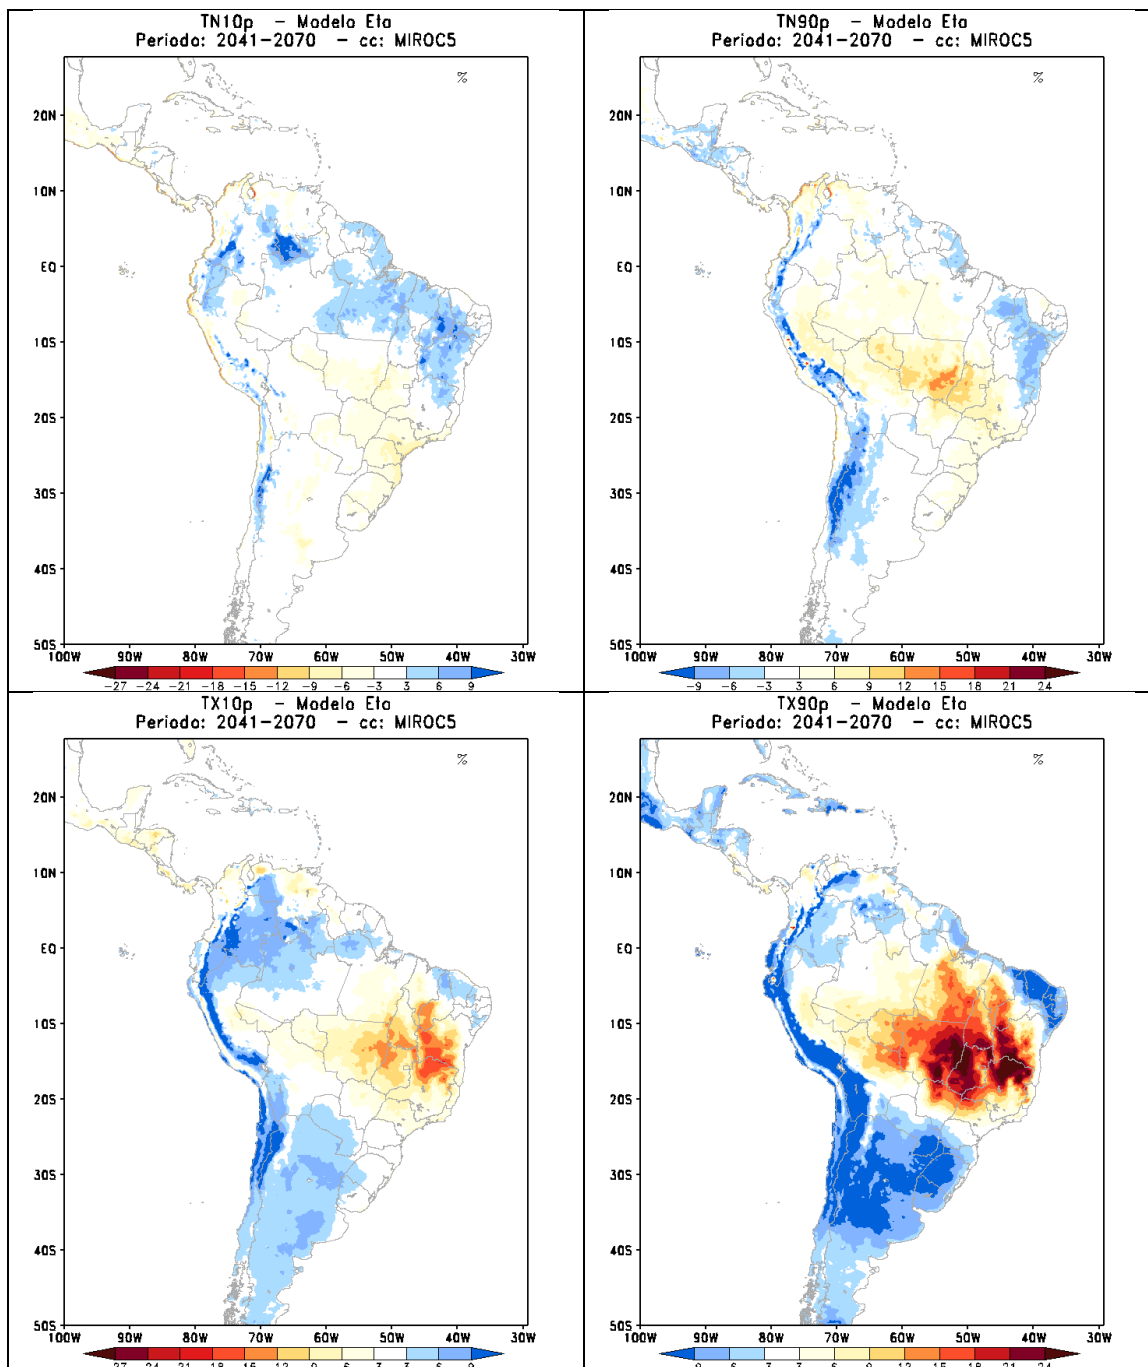 TN10p - Modelo Eta
Periodo: 2041-2070 - cc: MIROC5
%
20N
10N
EQ
10S
20S
30S
40S
50S
100W 90W 80W 70W 60W 50W 40W 30W
-27 -24 -21 -18 -15 -12 -9 -6 -3 3 6 9
TN90p - Modelo Eta
Periodo: 2041-2070 - cc: MIROC5
%
20N
10N
EQ
10S
20S
30S
40S
50S
100W 90W 80W 70W 60W 50W 40W 30W
-9 -6 -3 3 6 9 12 15 18 21 24
TX10p - Modelo Eta
Periodo: 2041-2070 - cc: MIROC5
%
20N
10N
EQ
10S
20S
30S
40S
50S
100W 90W 80W 70W 60W 50W 40W 30W
TX90p - Modelo Eta
Periodo: 2041-2070 - cc: MIROC5
%
20N
10N
EQ
10S
20S
30S
40S
50S
100W 90W 80W 70W 60W 50W 40W 30W